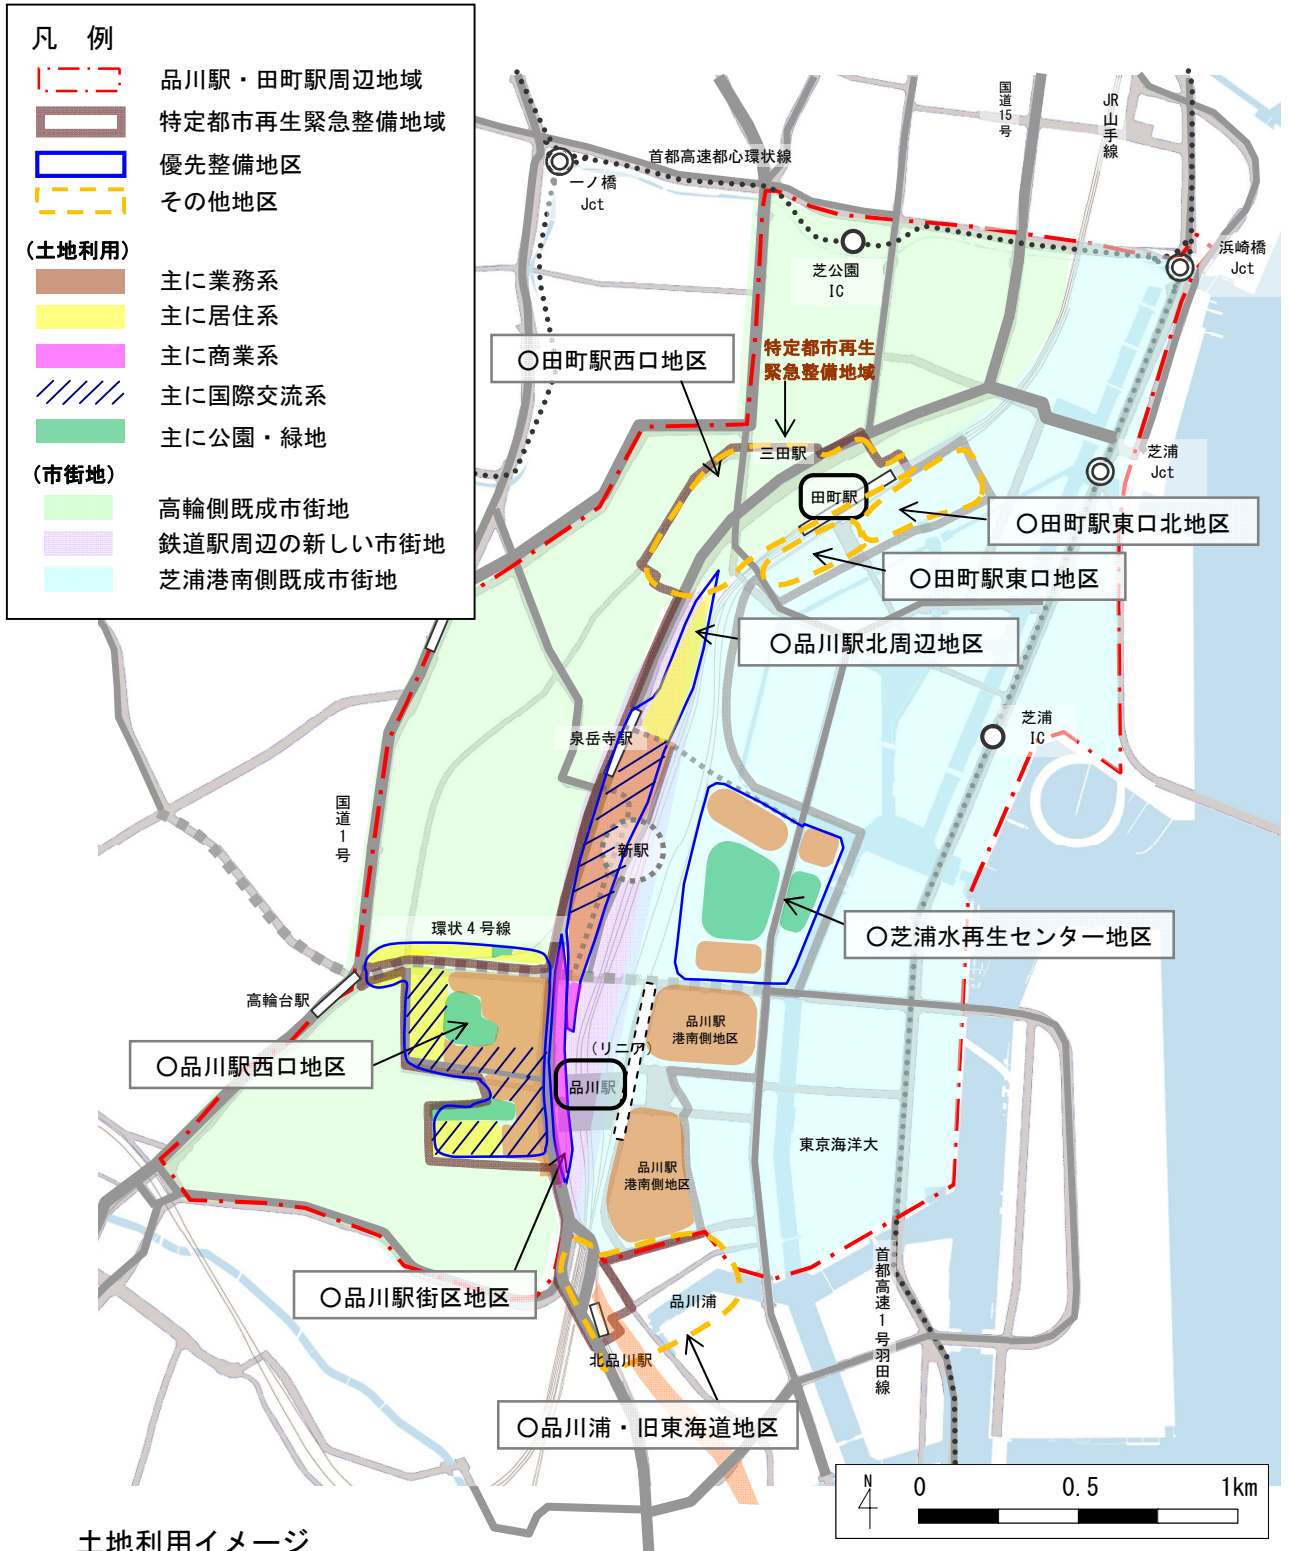 凡 例
品川駅・田町駅周辺地域
特定都市再生緊急整備地域
優先整備地区
その他地区
(土地利用)
主に業務系
主に居住系
主に商業系
主に国際交流系
主に公園・緑地
(市街地)
高輪側既成市街地
鉄道駅周辺の新しい市街地
芝浦港南側既成市街地
国道15号
JR山手線
首都高速都心環状線
一ノ橋
Jct
浜崎橋
Jct
芝公園
IC
特定都市再生
緊急整備地域
○田町駅西口地区
三田駅
芝浦
Jct
田町駅
○田町駅東口北地区
○田町駅東口地区
○品川駅北周辺地区
芝浦
IC
泉岳寺駅
国道1号
新駅
環状4号線
○芝浦水再生センター地区
高輪台駅
品川駅
港南側地区
(リニア)
○品川駅西口地区
品川駅
東京海洋大
品川駅
港南側地区
首都高速1号羽田線
○品川駅街区地区
品川浦
北品川駅
○品川浦・旧東海道地区
N
0 0.5 1km
土地利用イメージ